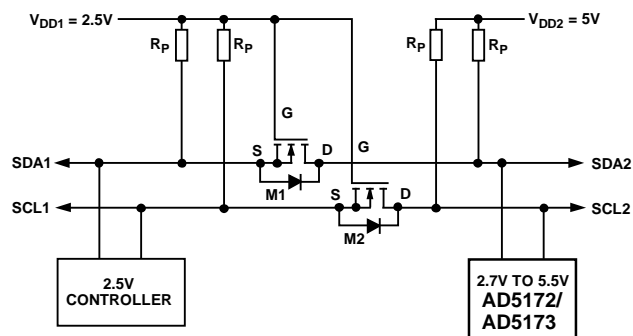 VDD1 = 2.5V
RP
RP
RP
RP
VDD2 = 5V
G
S
D
G
SDA1
SDA2
M1
S
D
SCL1
SCL2
M2
2.5V
CONTROLLER
2.7V TO 5.5V
AD5172/
AD5173